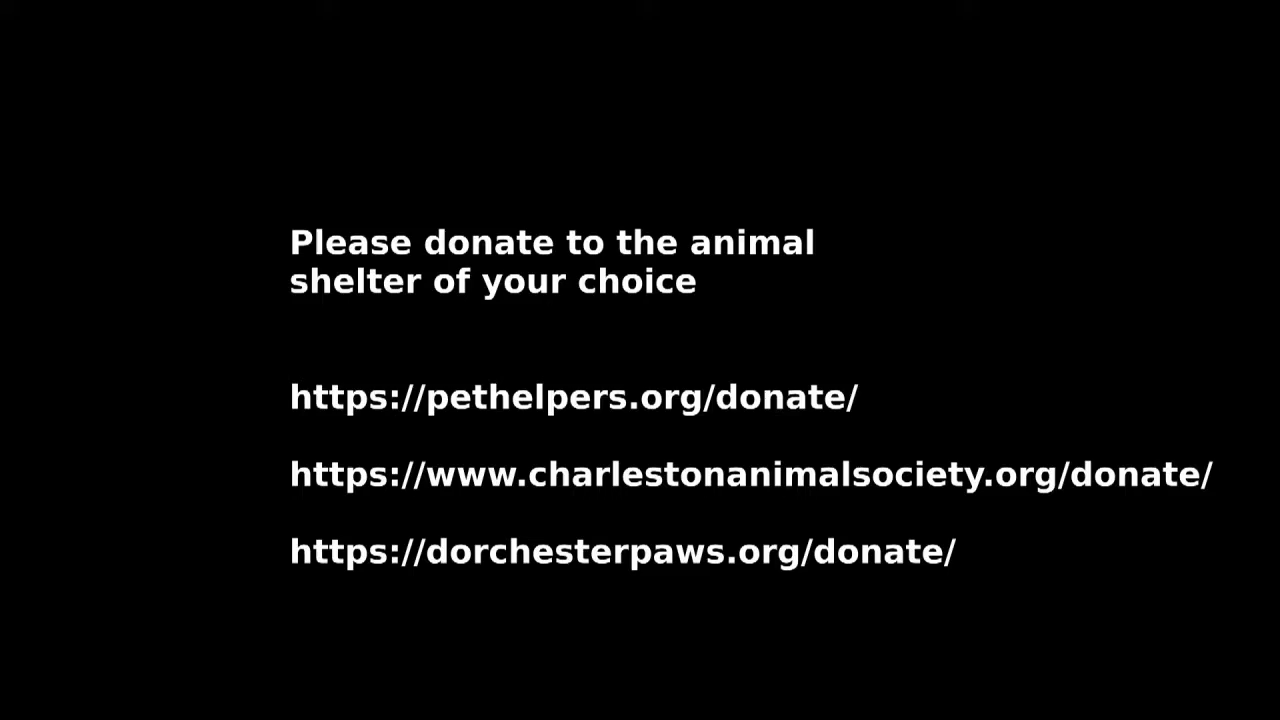 Please donate to the animal
shelter of your choice
https://pethelpers.org/donate/
https://www.charlestonanimalsociety.org/donate/
https://dorchesterpaws.org/donate/